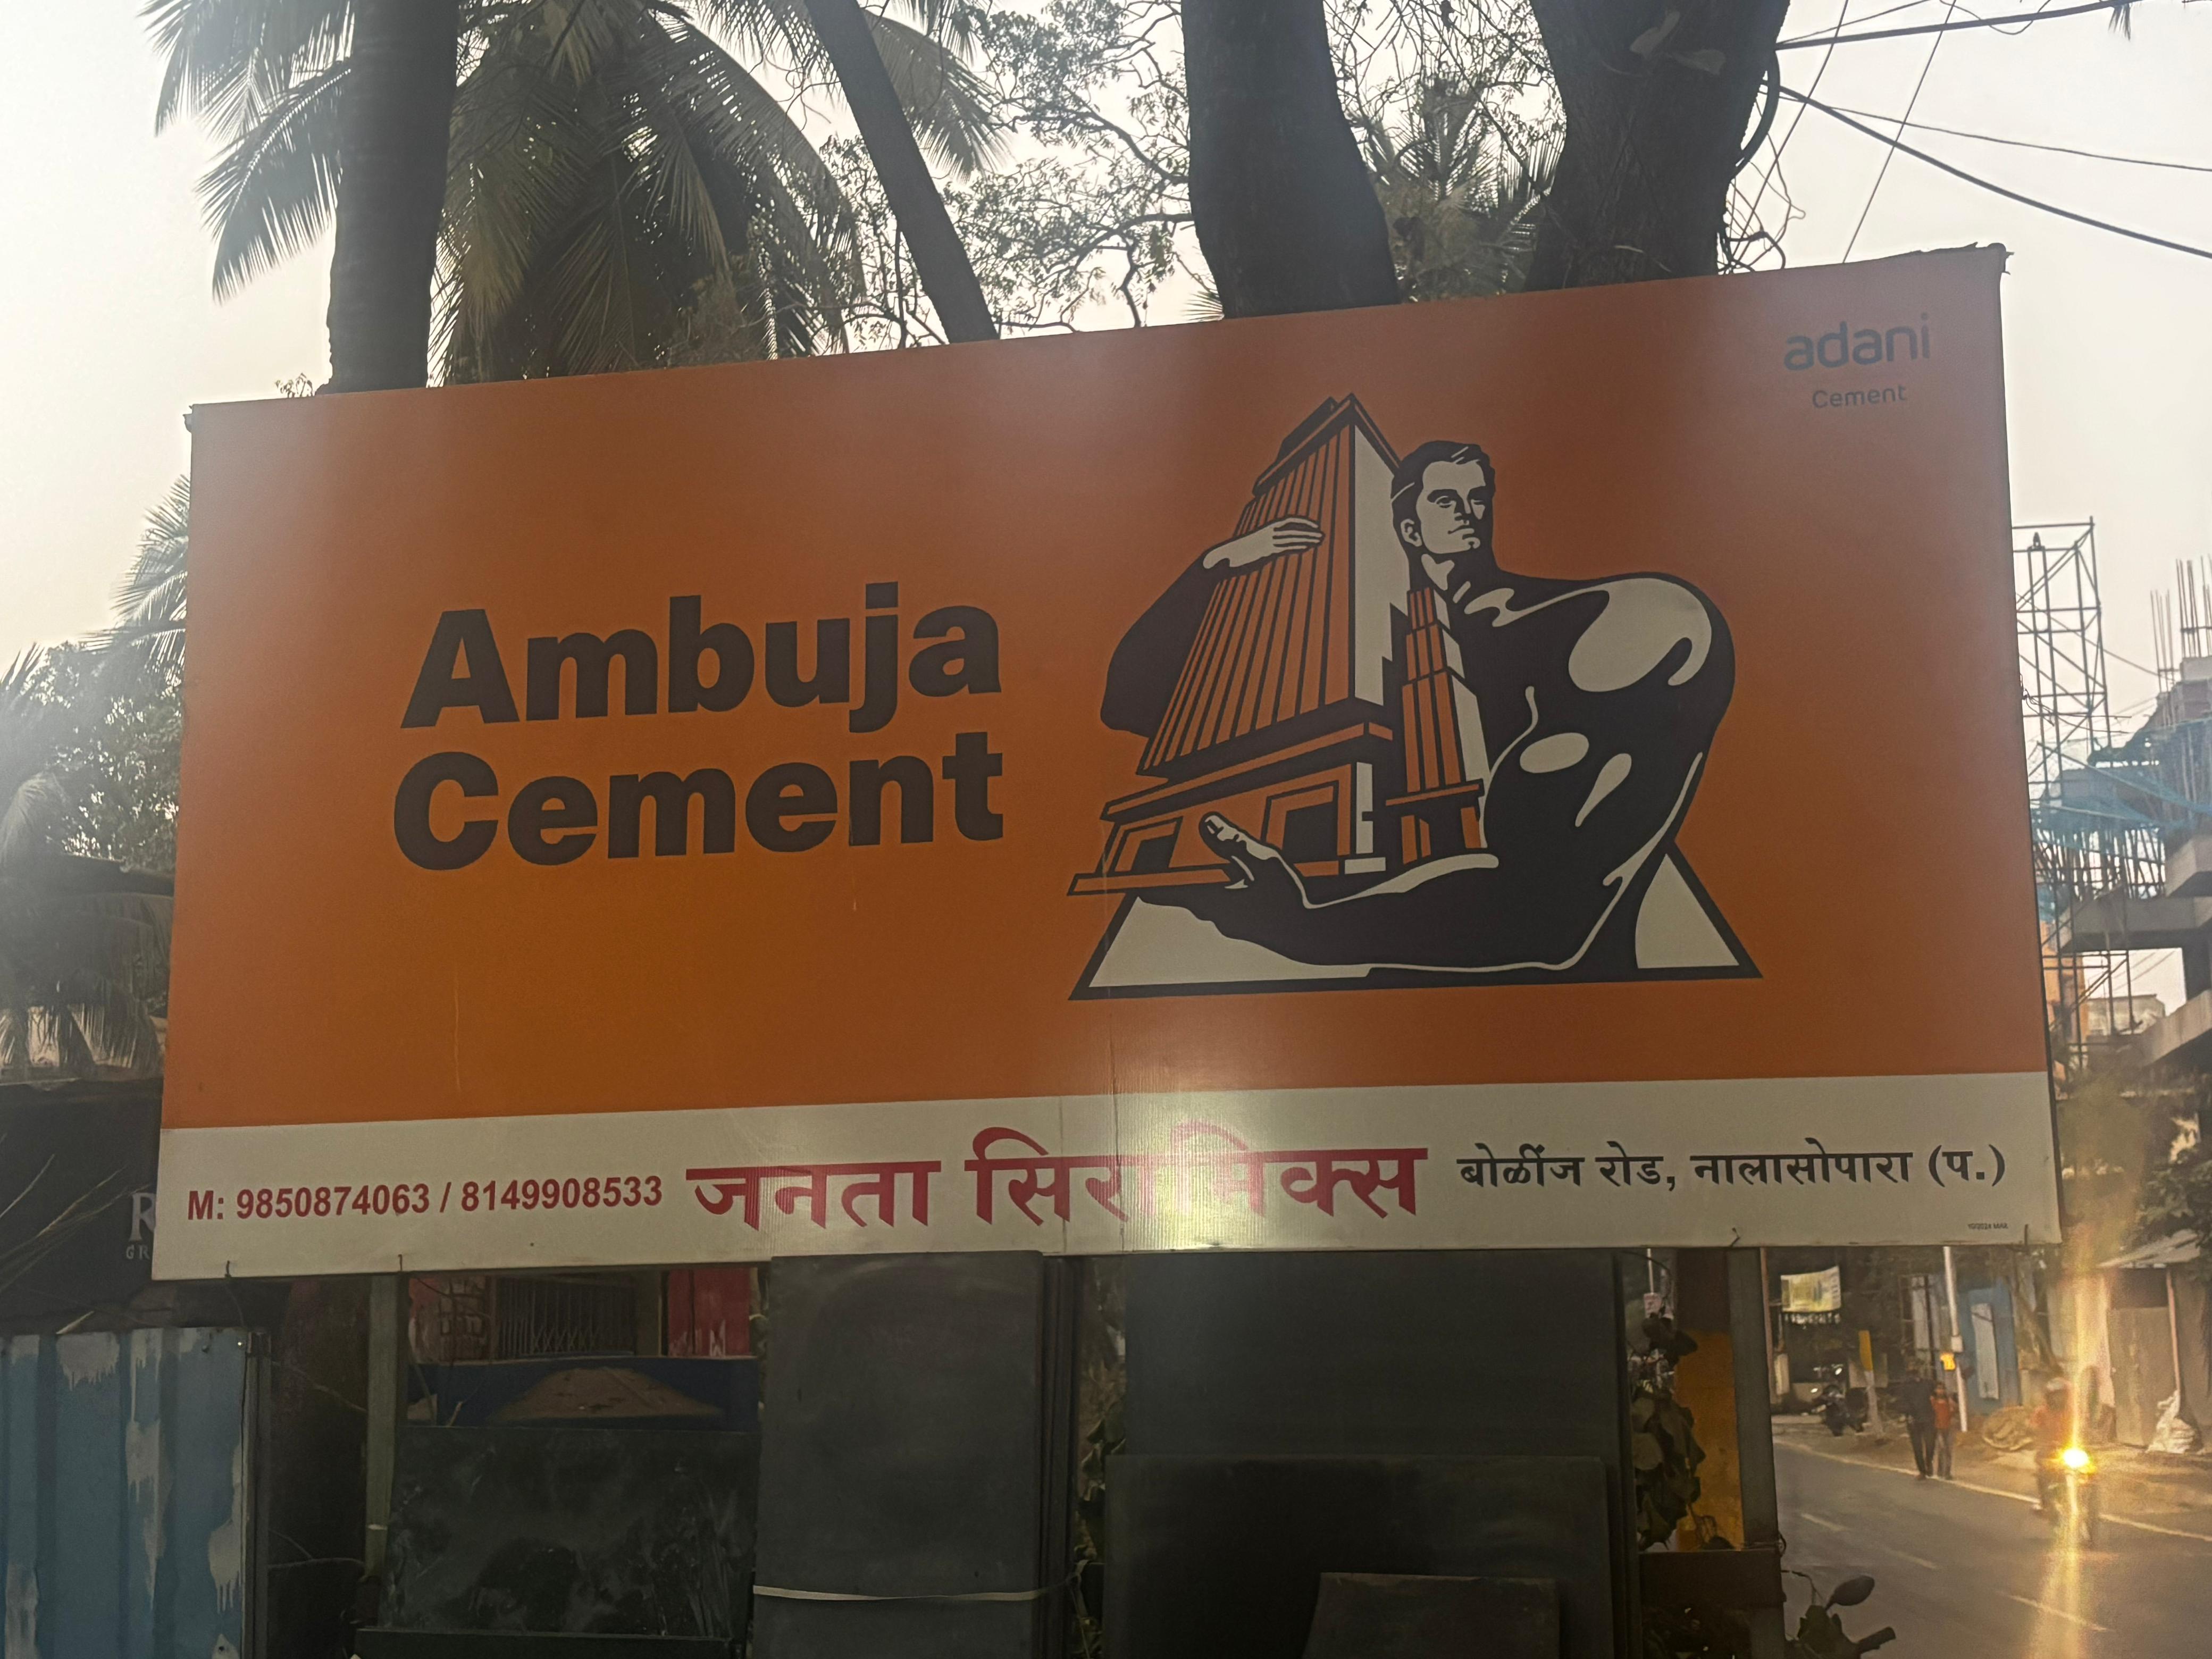 adani
Cement
Ambuja
Cement
M: 9850874063 / 8149908533 जनता सिरामिक्स बोळींज रोड, नालासोपारा (प.)